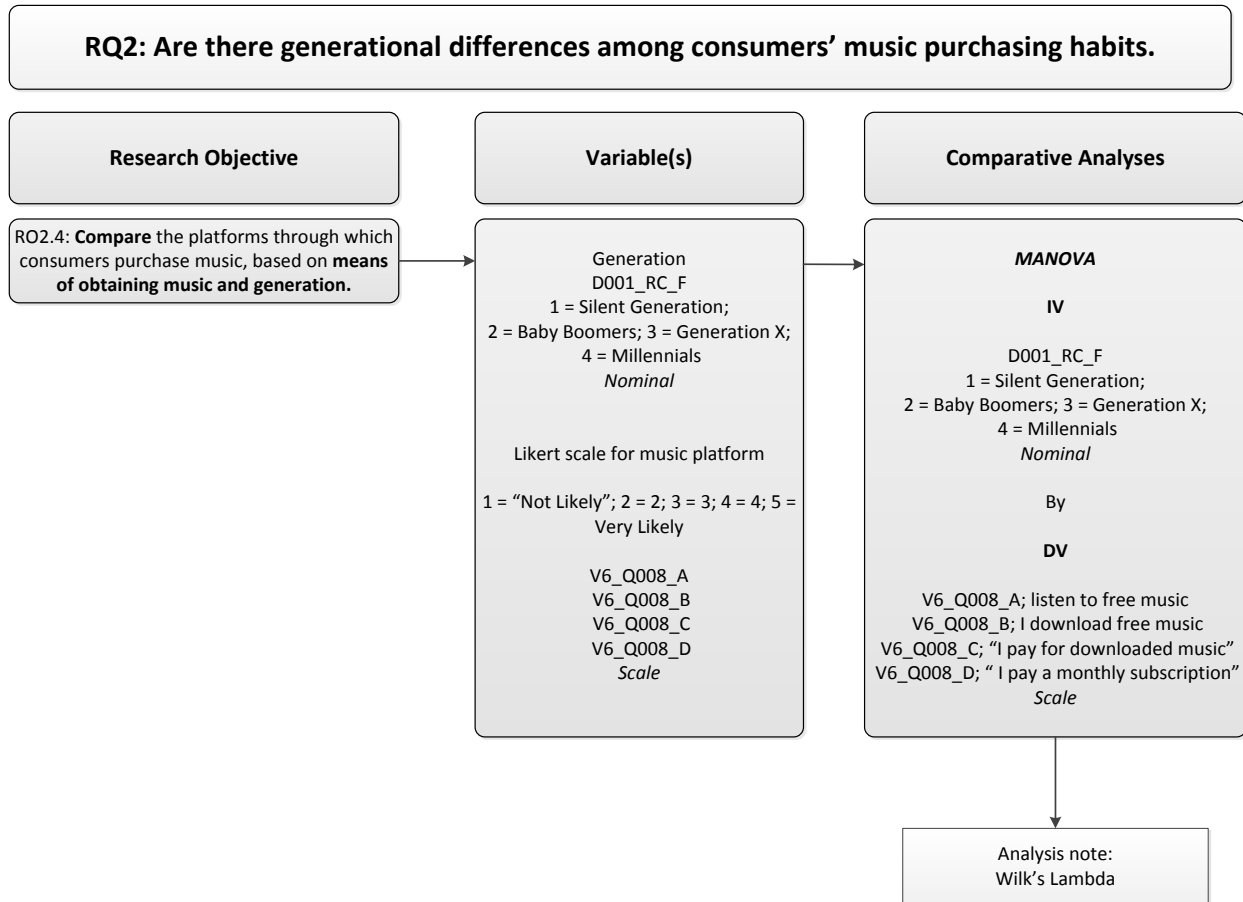 RQ2: Are there generational differences among consumers’ music purchasing habits.
Research Objective
Variable(s)
Comparative Analyses
RO2.4: Compare the platforms through which
consumers purchase music, based on means
of obtaining music and generation.
Generation
D001_RC_F
1 = Silent Generation;
2 = Baby Boomers; 3 = Generation X;
4 = Millennials
Nominal
Likert scale for music platform
1 = “Not Likely”; 2 = 2; 3 = 3; 4 = 4; 5 =
Very Likely
V6_Q008_A
V6_Q008_B
V6_Q008_C
V6_Q008_D
Scale
MANOVA
IV
D001_RC_F
1 = Silent Generation;
2 = Baby Boomers; 3 = Generation X;
4 = Millennials
Nominal
By
DV
V6_Q008_A; listen to free music
V6_Q008_B; I download free music
V6_Q008_C; “I pay for downloaded music”
V6_Q008_D; “ I pay a monthly subscription”
Scale
Analysis note:
Wilk’s Lambda